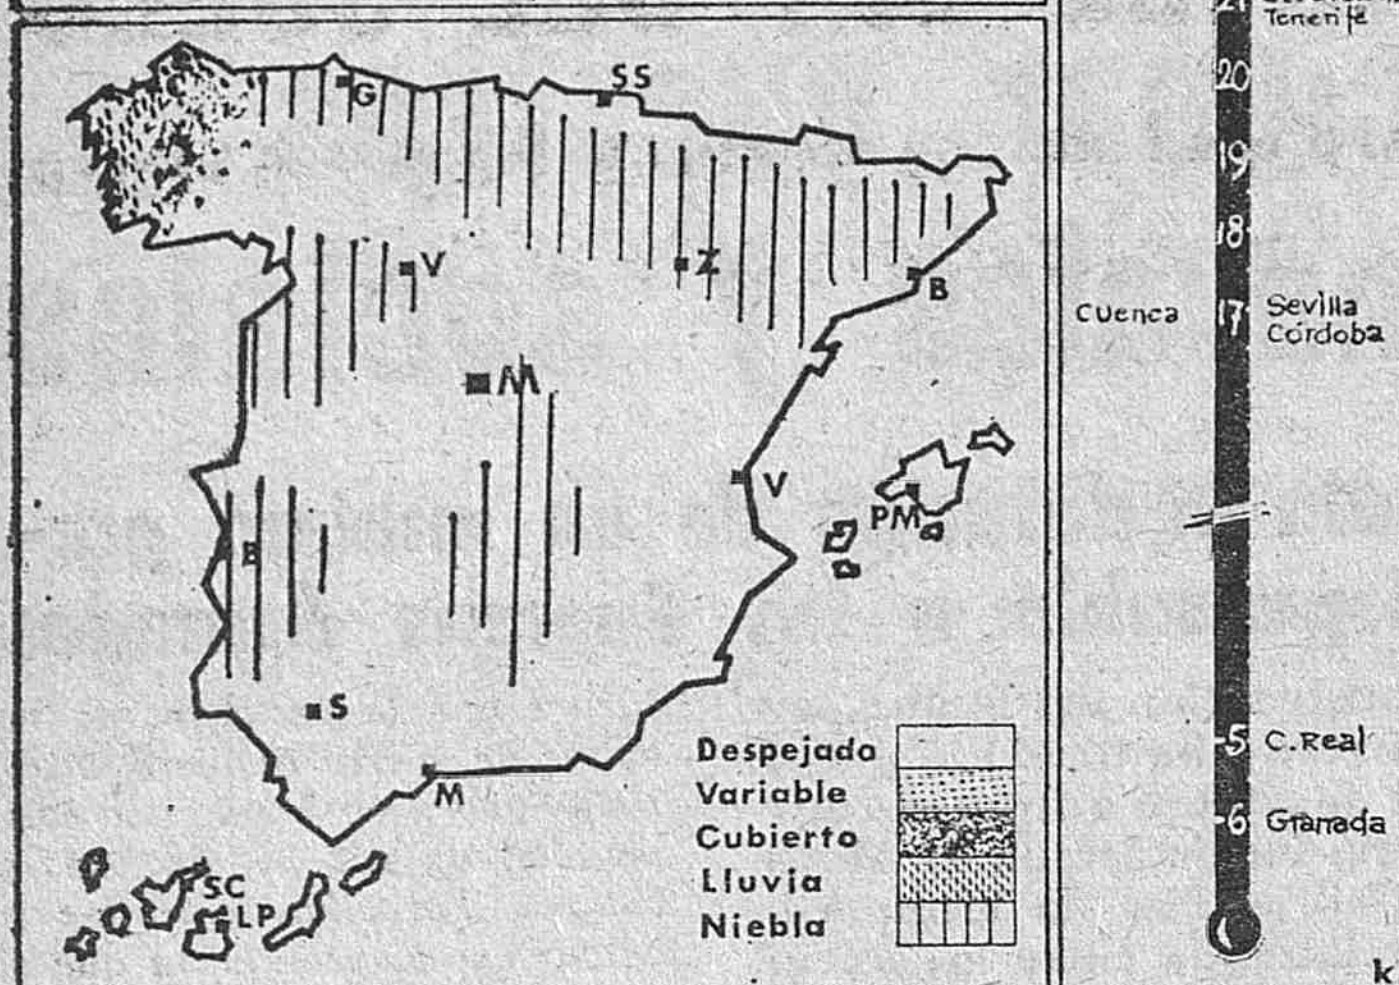 Tenerife
20
19
18
Cuenca
17
Sevilla
Córdoba
-5
C.Real
-6
Granada
G
SS
V
Z
B
M
V
PM
B
S
M
SC
LP
Despejado
Variable
Cubierto
Lluvia
Niebla
k